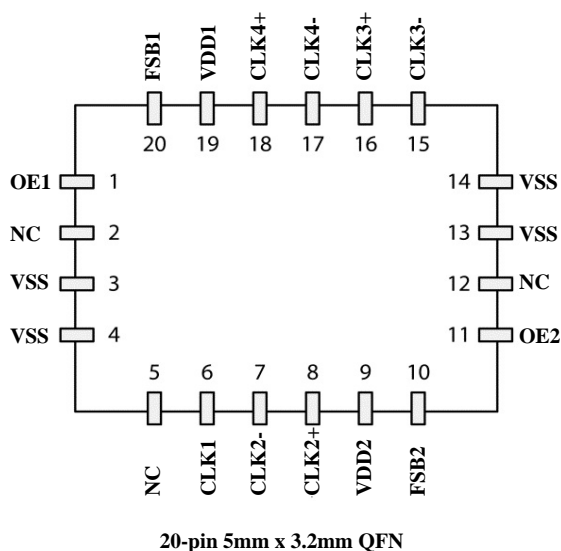 FSB1 VDD1 CLK4+ CLK4- CLK3+ CLK3-
20 19 18 17 16 15
OE1 1 14 VSS
NC 2 13 VSS
VSS 3 12 NC
VSS 4 11 OE2
5 6 7 8 9 10
NC CLK1 CLK2- CLK2+ VDD2 FSB2
20-pin 5mm x 3.2mm QFN